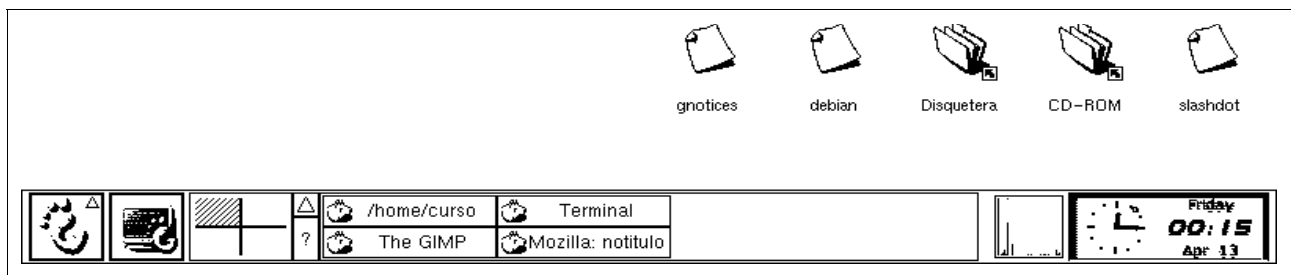 gnotices debian Disquetera CD-ROM slashdot
? /home/curso Terminal
The GIMP Mozilla: notitulo
Friday
00:15
Apr 13